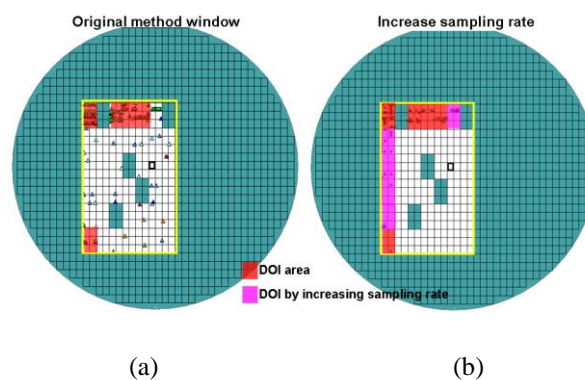 Original method window
Increase sampling rate
DOI area
DOI by increasing sampling rate
(a)
(b)